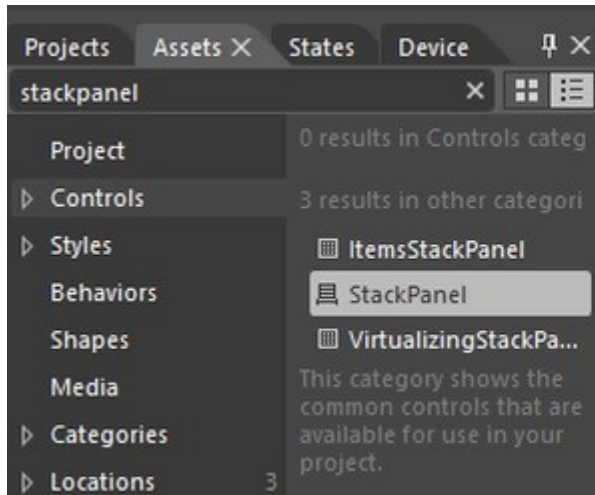 Projects Assets States Device
stackpanel
Project
Controls
Styles
Behaviors
Shapes
Media
Categories
Locations 3
0 results in Controls categ
3 results in other categori
ItemsStackPanel
StackPanel
VirtualizingStackPa...
This category shows the
common controls that are
available for use in your
project.